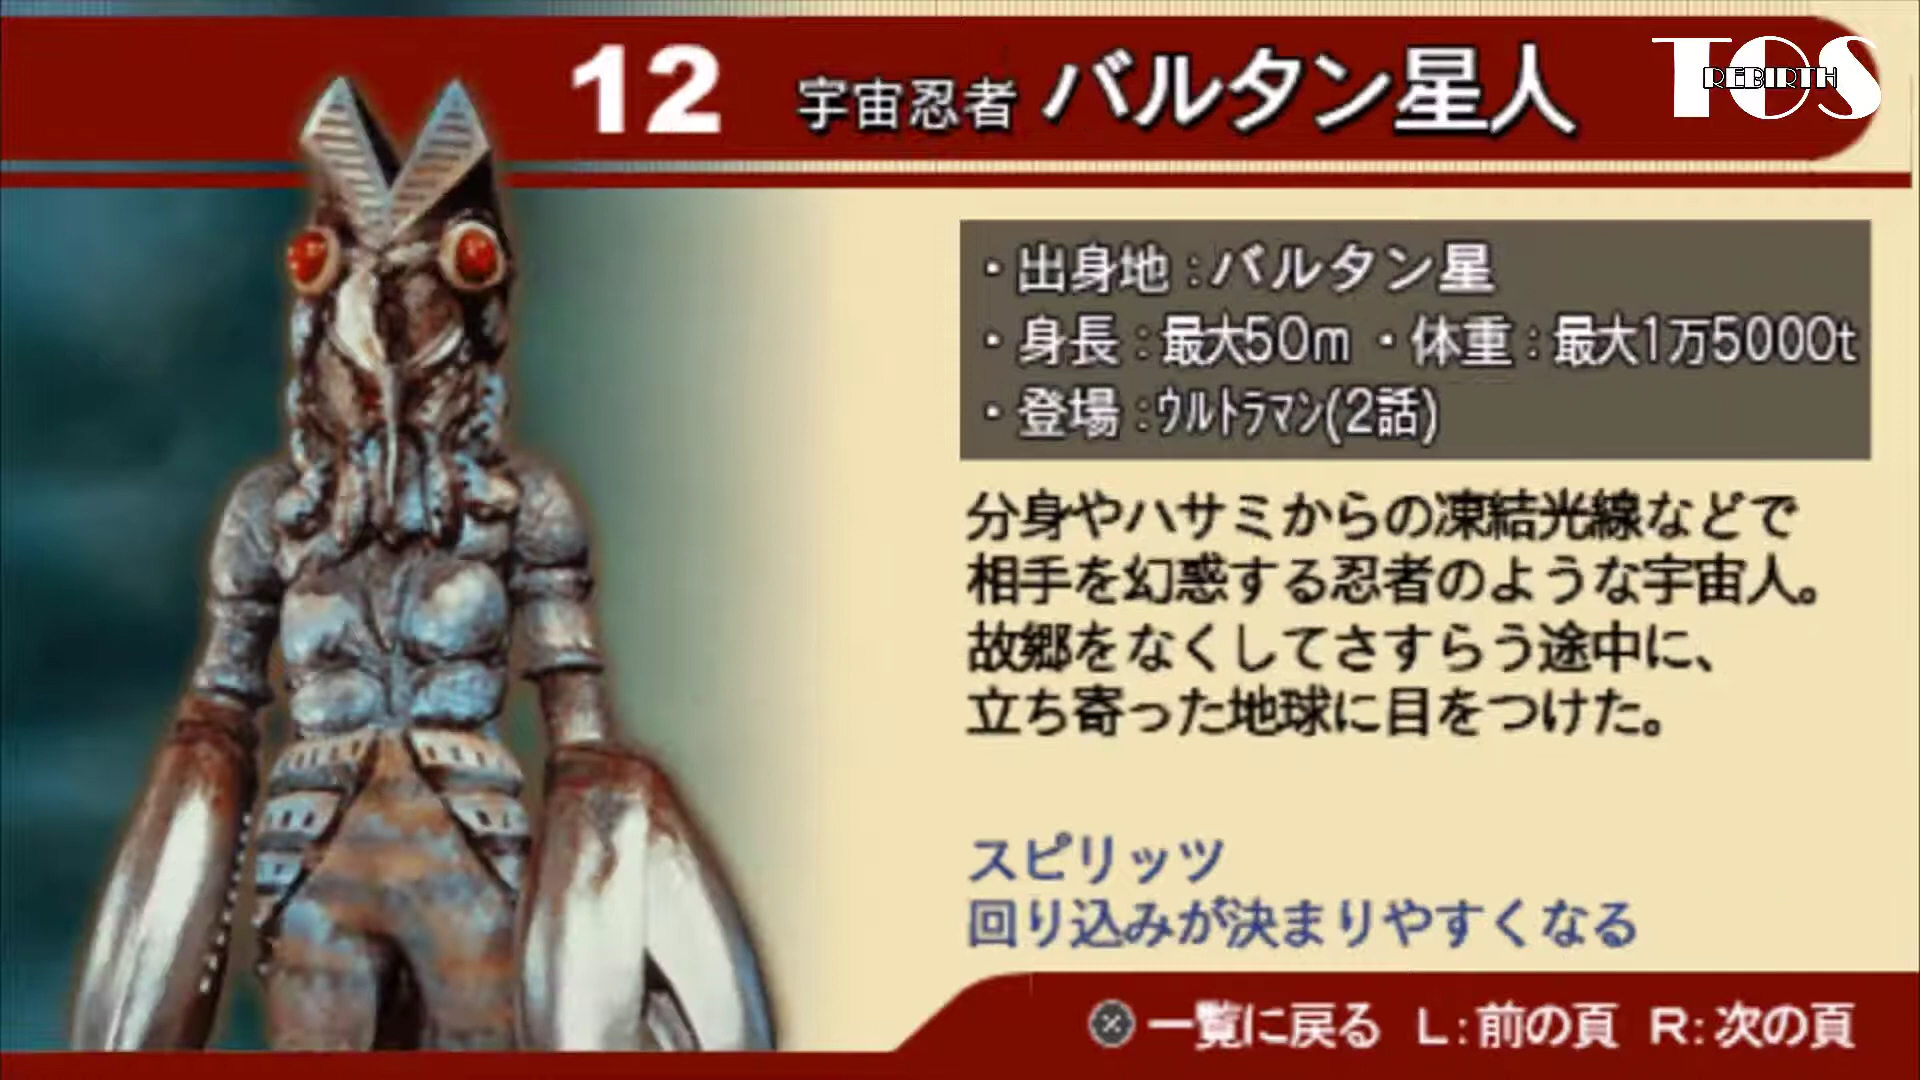 12 宇宙忍者 バルタン星人
TOS
REBIRTH
・出身地:バルタン星
・身長:最大50m ・体重:最大1万5000t
・登場:ウルトラマン(2話)
分身やハサミからの凍結光線などで
相手を幻惑する忍者のような宇宙人。
故郷をなくしてさすらう途中に、
立ち寄った地球に目をつけた。
スピリッツ
回り込みが決まりやすくなる
一覧に戻る L:前の頁 R:次の頁